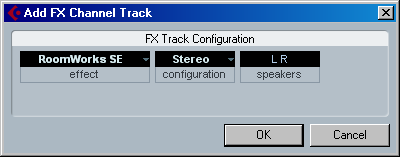 Add FX Channel Track
FX Track Configuration
RoomWorks SE Stereo L R
effect configuration speakers
OK Cancel